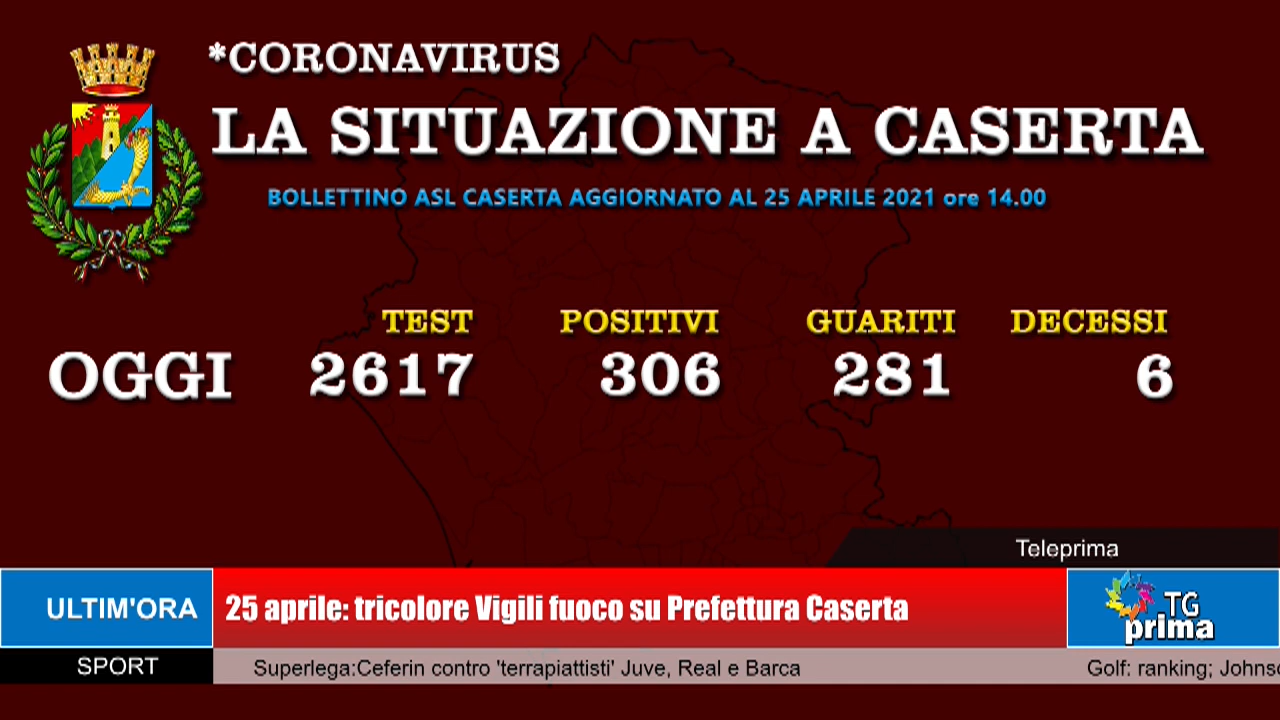 *CORONAVIRUS
LA SITUAZIONE A CASERTA
BOLLETTINO ASL CASERTA AGGIORNATO AL 25 APRILE 2021 ore 14.00
TEST POSITIVI GUARITI DECESSI
OGGI 2617 306 281 6
Teleprima
ULTIM'ORA 25 aprile: tricolore Vigili fuoco su Prefettura Caserta TG prima
SPORT Superlega:Ceferin contro 'terrapiattisti' Juve, Real e Barca Golf: ranking;